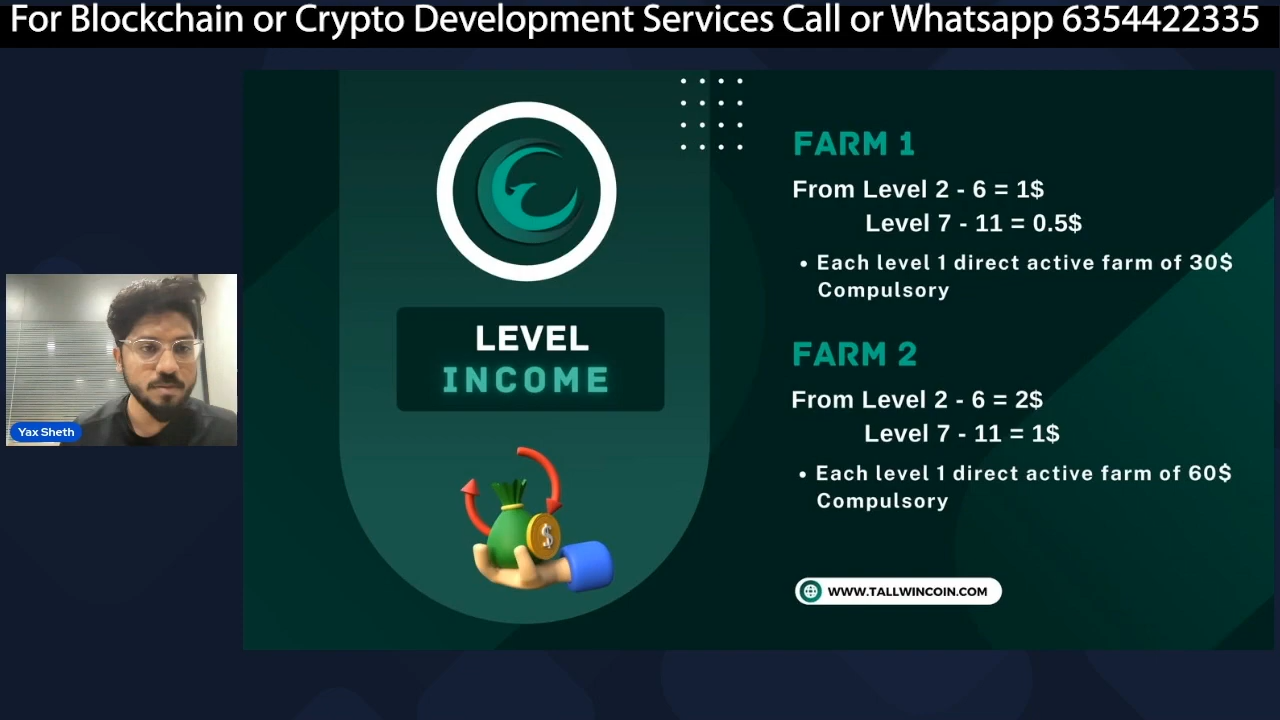 For Blockchain or Crypto Development Services Call or Whatsapp 6354422335
LEVEL
INCOME
FARM 1
From Level 2 - 6 = 1$
Level 7 - 11 = 0.5$
• Each level 1 direct active farm of 30$
Compulsory
FARM 2
From Level 2 - 6 = 2$
Level 7 - 11 = 1$
• Each level 1 direct active farm of 60$
Compulsory
WWW.TALLWINCOIN.COM
Yax Sheth
$